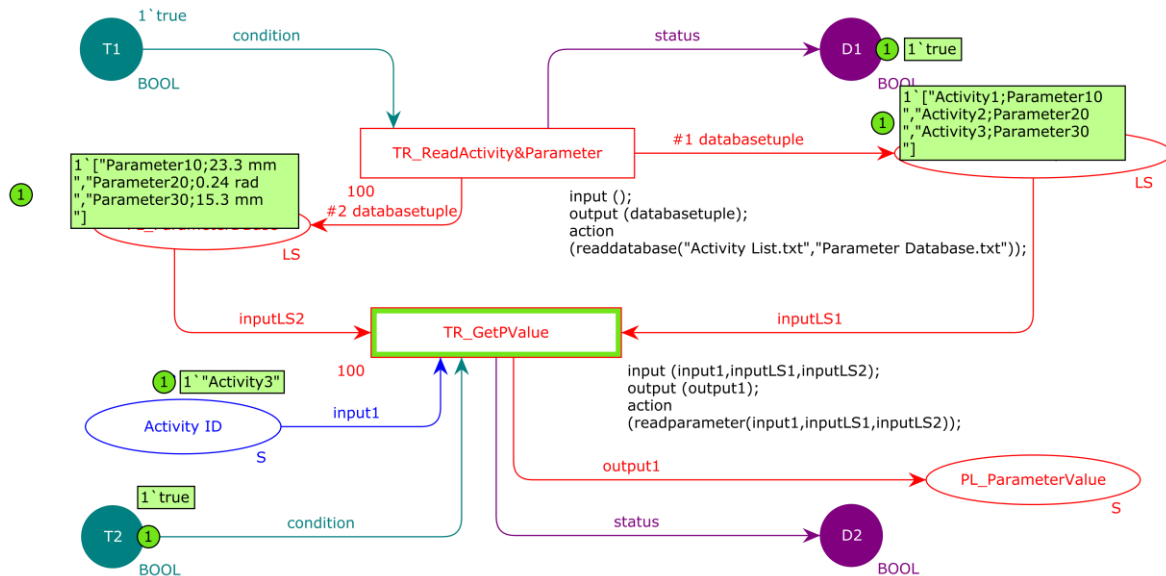 1`true
T1
condition
BOOL
status
D1
1
1`true
BOOL
1`["Activity1;Parameter10
","Activity2;Parameter20
","Activity3;Parameter30
"]
1
LS
TR_ReadActivity&Parameter
#1 databasetuple
100
#2 databasetuple
1`["Parameter10;23.3 mm
","Parameter20;0.24 rad
","Parameter30;15.3 mm
"]
1
LS
input ();
output (databasetuple);
action
(readdatabase("Activity List.txt","Parameter Database.txt"));
inputLS2
TR_GetPValue
inputLS1
100
1
1`"Activity3"
Activity ID
S
input1
input (input1,inputLS1,inputLS2);
output (output1);
action
(readparameter(input1,inputLS1,inputLS2));
output1
PL_ParameterValue
S
1`true
T2
1
condition
BOOL
status
D2
BOOL